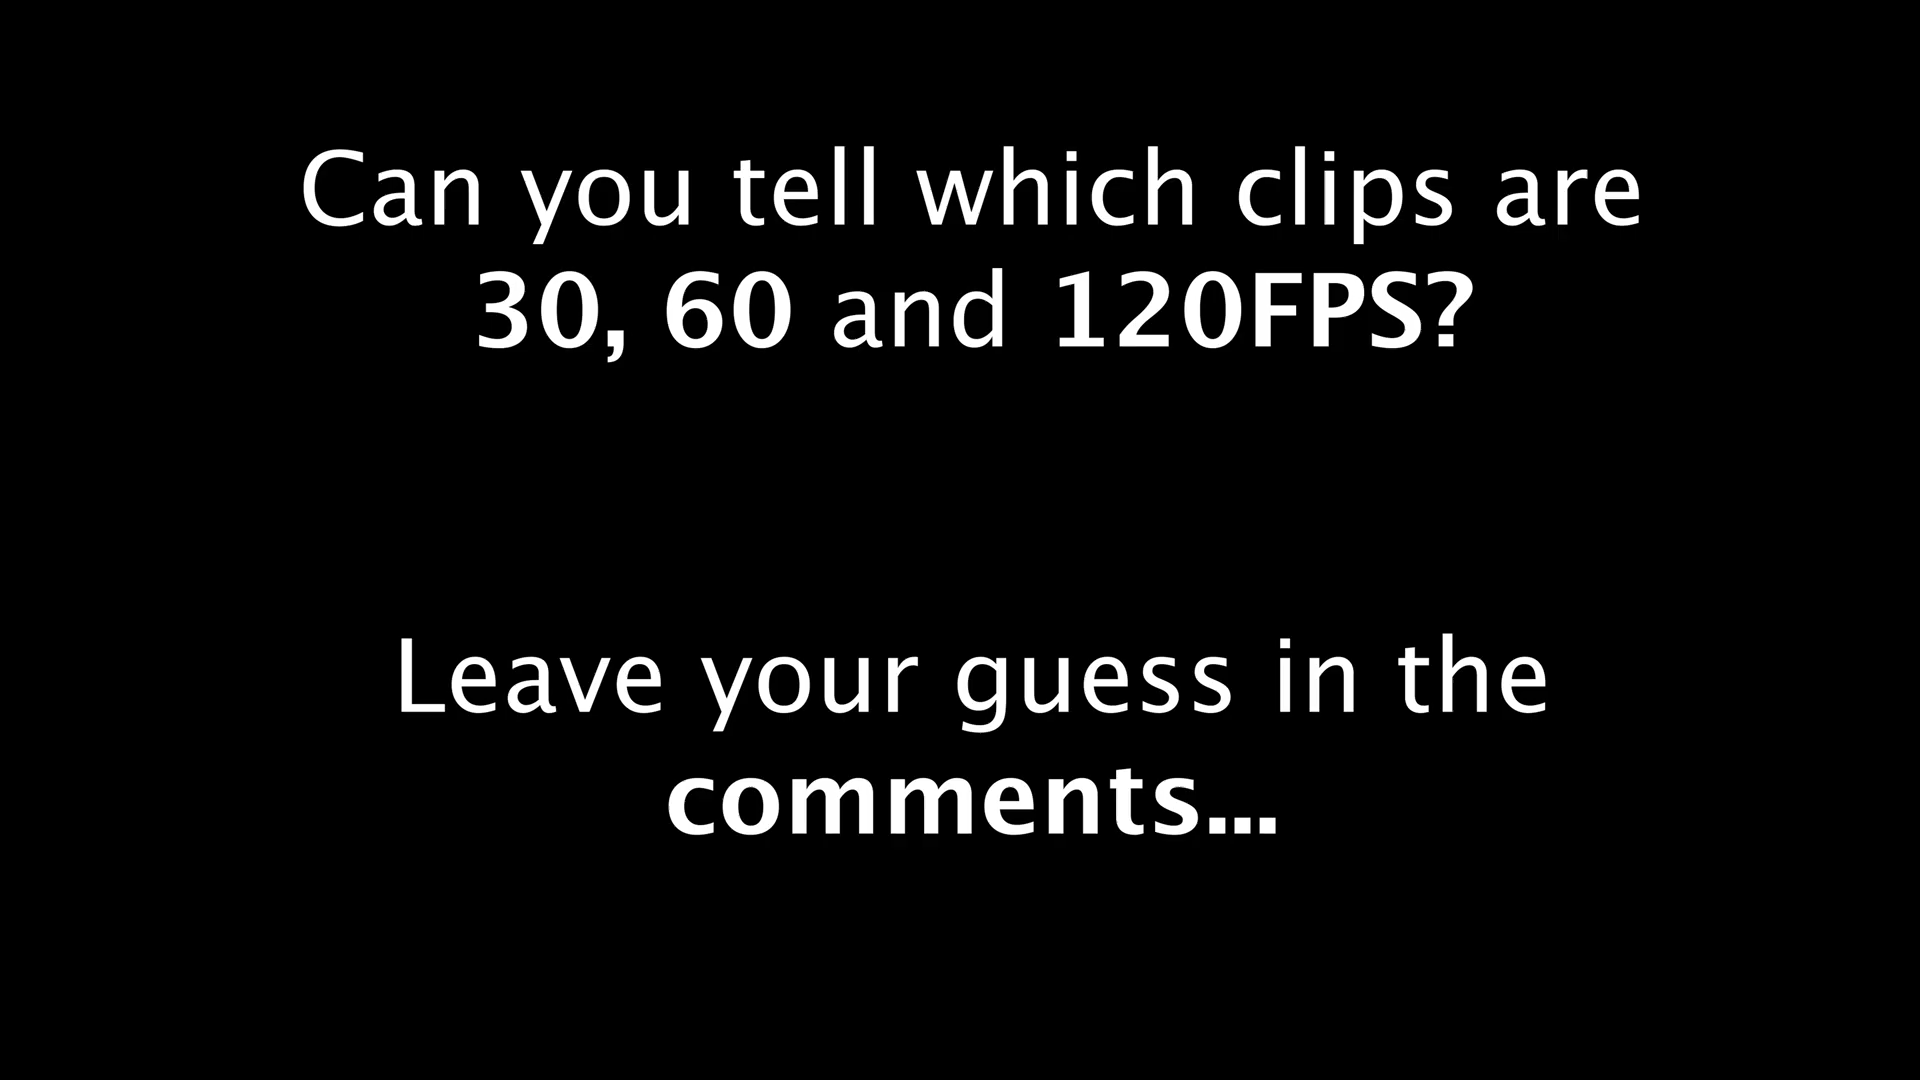 Can you tell which clips are
30, 60 and 120FPS?
Leave your guess in the
comments...